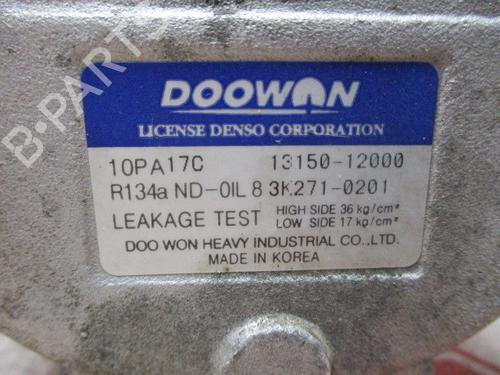 B-PARTS
DOOWON
LICENSE DENSO CORPORATION
10PA17C 13150-12000
R134a ND-OIL 8 3K271-0201
LEAKAGE TEST HIGH SIDE 36 kg/cm²
LOW SIDE 17 kg/cm²
DOO WON HEAVY INDUSTRIAL CO.,LTD.
MADE IN KOREA